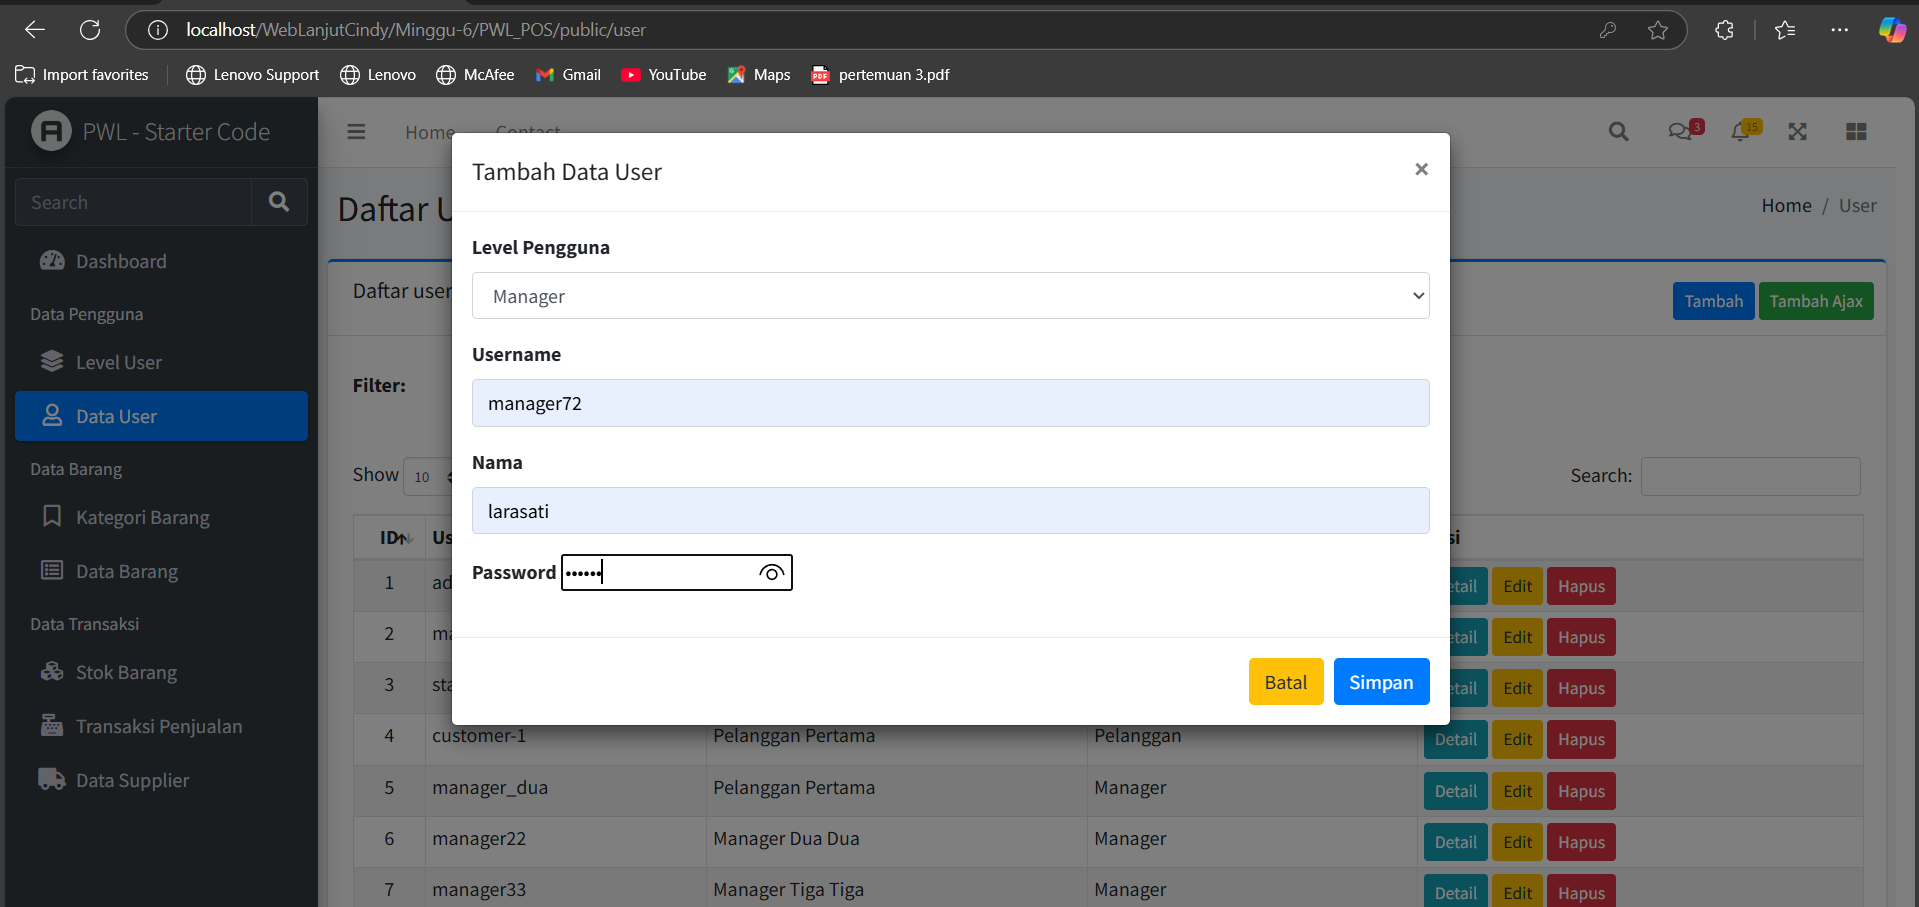 localhost/WebLanjutCindy/Minggu-6/PWL_POS/public/user
Import favorites
Lenovo Support
Lenovo
McAfee
Gmail
YouTube
Maps
PDF
pertemuan 3.pdf
PWL - Starter Code
Home
Contact
3
15
Search
Dashboard
Data Pengguna
Level User
Data User
Data Barang
Kategori Barang
Data Barang
Data Transaksi
Stok Barang
Transaksi Penjualan
Data Supplier
Daftar U
Home / User
Daftar user
Tambah
Tambah Ajax
Filter:
Show 10
Search:
Tambah Data User
×
Level Pengguna
Manager
Username
manager72
Nama
larasati
Password ••••••
Batal
Simpan
ID Us si
1 ad etail Edit Hapus
2 ma etail Edit Hapus
3 sta etail Edit Hapus
4 customer-1 Pelanggan Pertama Pelanggan Detail Edit Hapus
5 manager_dua Pelanggan Pertama Manager Detail Edit Hapus
6 manager22 Manager Dua Dua Manager Detail Edit Hapus
7 manager33 Manager Tiga Tiga Manager Detail Edit Hapus